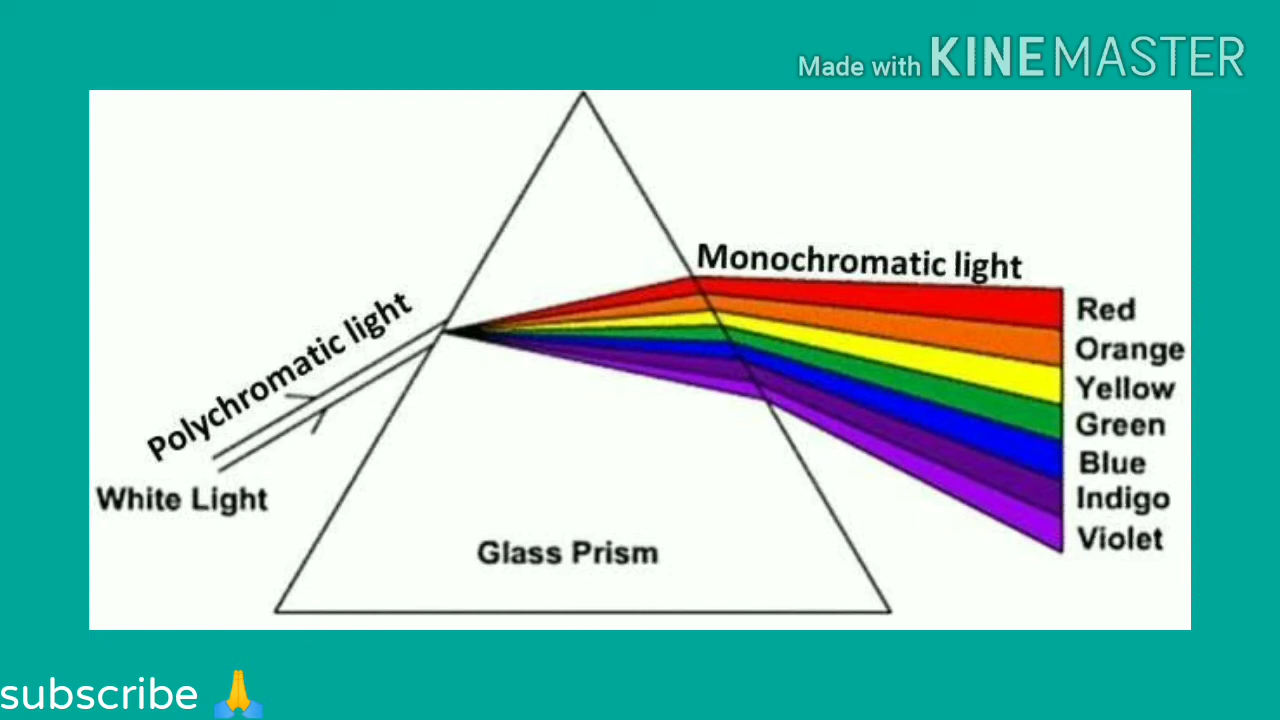 Made with KINEMASTER
Monochromatic light
Polychromatic light
White Light
Glass Prism
Red
Orange
Yellow
Green
Blue
Indigo
Violet
subscribe 🙏